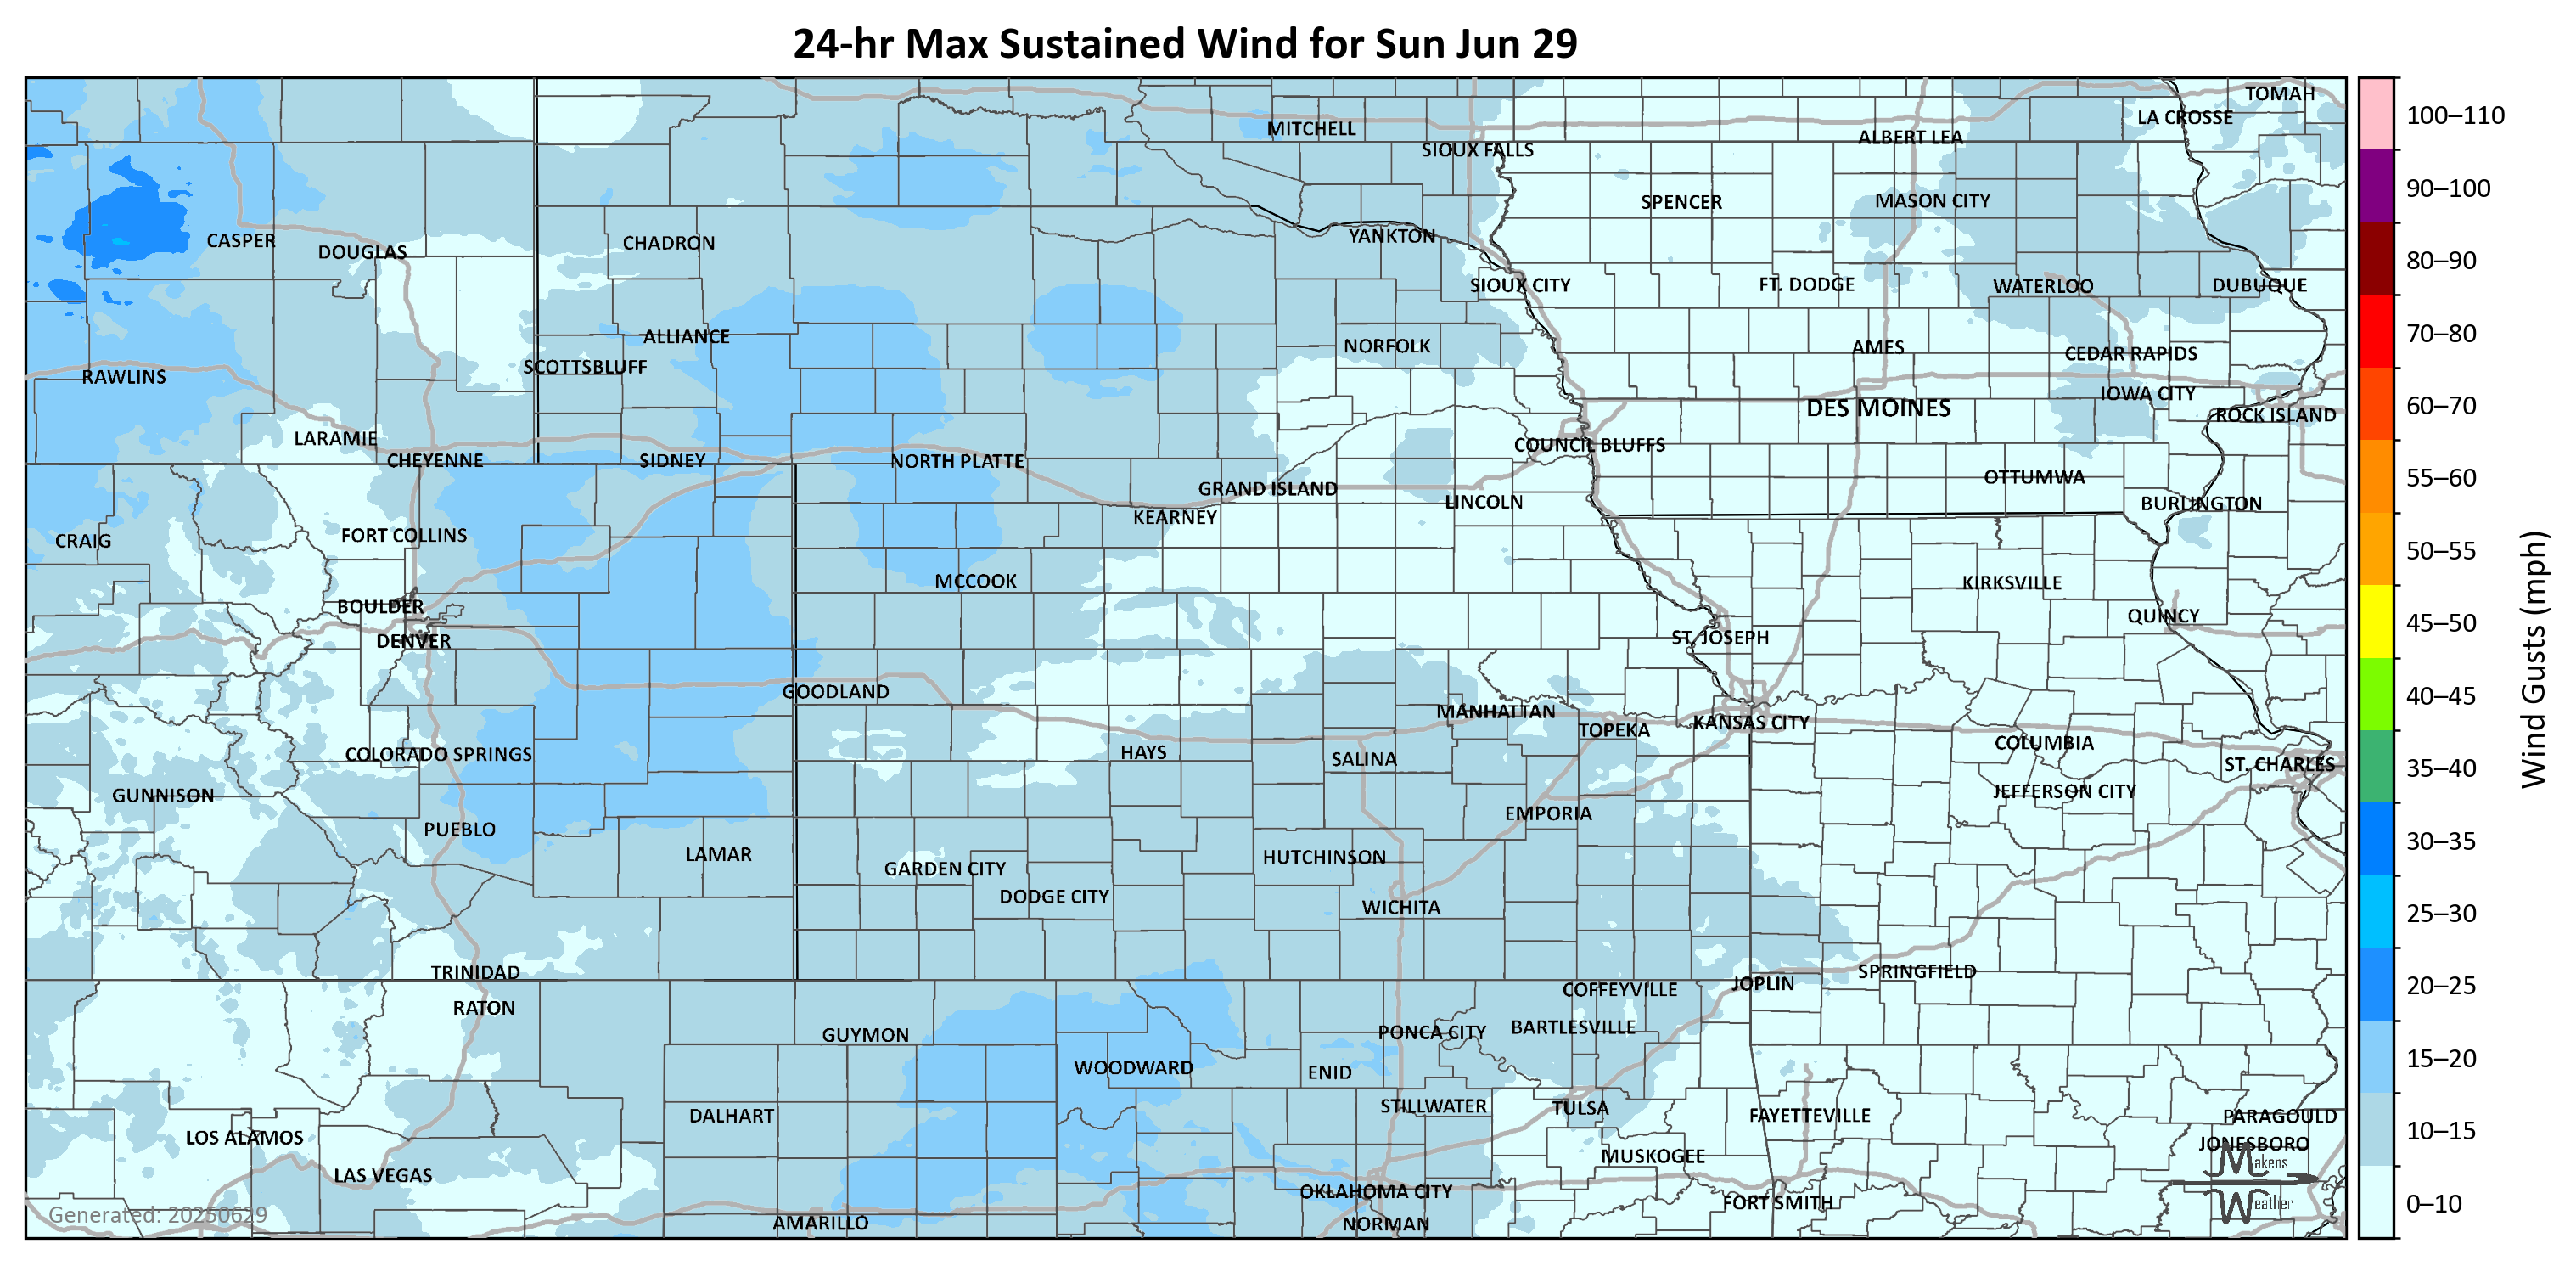 24-hr Max Sustained Wind for Sun Jun 29
TOMAH
LA CROSSE
MITCHELL
ALBERT LEA
SIOUX FALLS
SPENCER
MASON CITY
CASPER
DOUGLAS
CHADRON
YANKTON
SIOUX CITY
FT. DODGE
WATERLOO
DUBUQUE
ALLIANCE
NORFOLK
AMES
CEDAR RAPIDS
SCOTTSBLUFF
RAWLINS
IOWA CITY
DES MOINES
ROCK ISLAND
LARAMIE
COUNCIL BLUFFS
CHEYENNE
SIDNEY
NORTH PLATTE
OTTUMWA
GRAND ISLAND
LINCOLN
BURLINGTON
KEARNEY
FORT COLLINS
CRAIG
MCCOOK
KIRKSVILLE
BOULDER
QUINCY
DENVER
ST. JOSEPH
GOODLAND
MANHATTAN
TOPEKA
KANSAS CITY
COLUMBIA
COLORADO SPRINGS
HAYS
SALINA
ST. CHARLES
GUNNISON
JEFFERSON CITY
EMPORIA
PUEBLO
LAMAR
HUTCHINSON
GARDEN CITY
DODGE CITY
WICHITA
TRINIDAD
SPRINGFIELD
JOPLIN
COFFEYVILLE
RATON
GUYMON
PONCA CITY
BARTLESVILLE
WOODWARD
ENID
STILLWATER
TULSA
DALHART
FAYETTEVILLE
PARAGOULD
LOS ALAMOS
JONESBORO
MUSKOGEE
LAS VEGAS
OKLAHOMA CITY
FORT SMITH
AMARILLO
NORMAN
Makens
Weather
Generated: 20250629
100–110
90–100
80–90
70–80
60–70
55–60
50–55
45–50
40–45
35–40
30–35
25–30
20–25
15–20
10–15
0–10
Wind Gusts (mph)